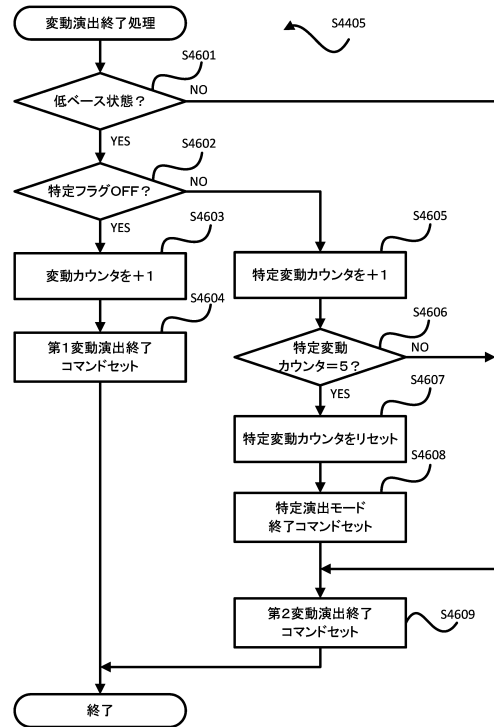 変動演出終了処理
S4405
S4601
低ベース状態？
NO
YES
S4602
特定フラグOFF？
NO
YES
S4603
変動カウンタを＋1
S4604
第1変動演出終了
コマンドセット
S4605
特定変動カウンタを＋1
S4606
特定変動
カウンタ＝5？
NO
YES
S4607
特定変動カウンタをリセット
S4608
特定演出モード
終了コマンドセット
第2変動演出終了
コマンドセット
S4609
終了